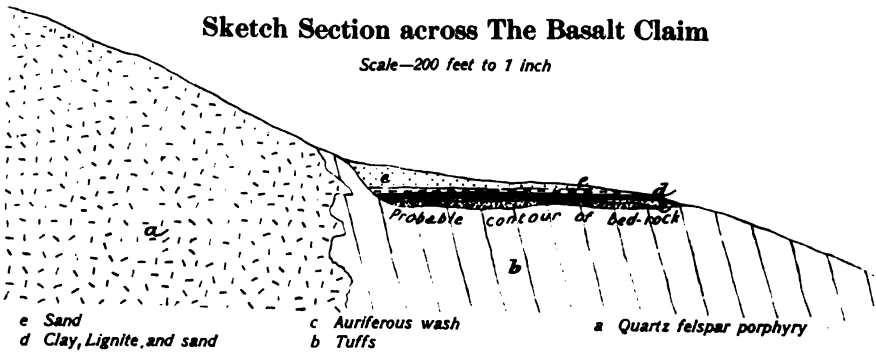 Sketch Section across The Basalt Claim
Scale—200 feet to 1 inch
e
e
d
c
Probable contour of bed-rock
a
b
e Sand
d Clay, Lignite, and sand
c Auriferous wash
b Tuffs
a Quartz felspar porphyry